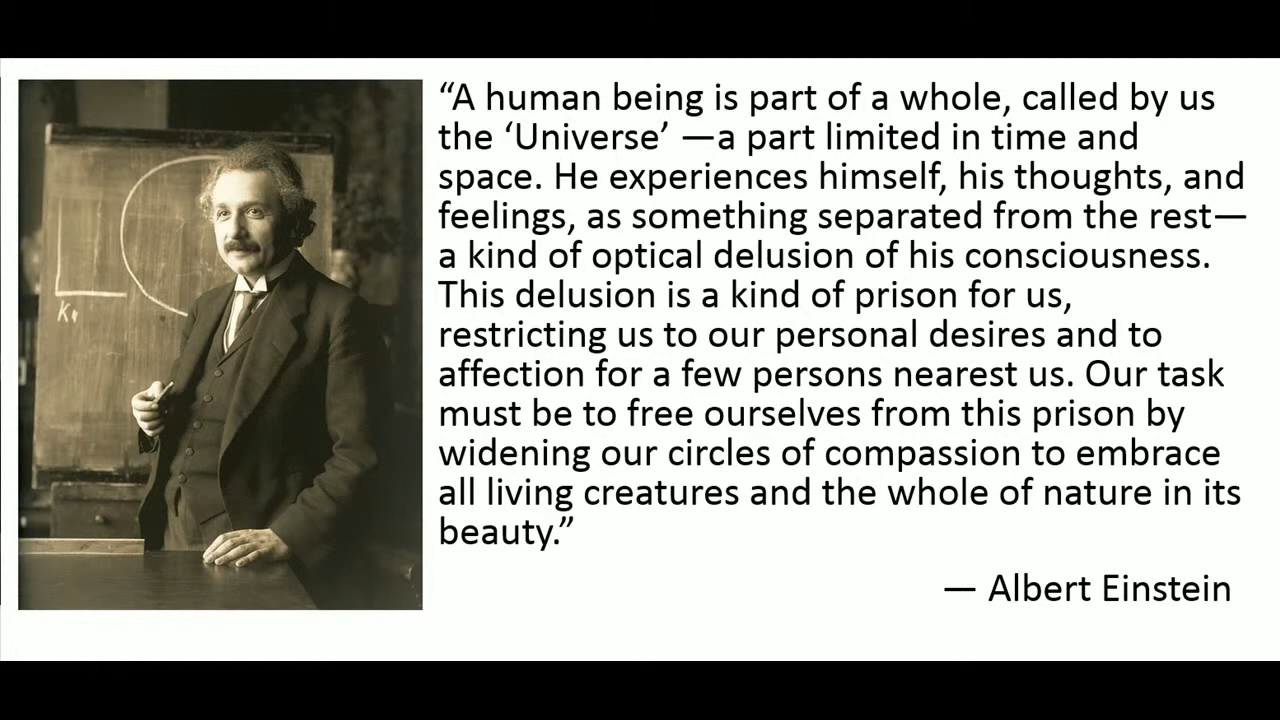 “A human being is part of a whole, called by us
the ‘Universe’ —a part limited in time and
space. He experiences himself, his thoughts, and
feelings, as something separated from the rest—
a kind of optical delusion of his consciousness.
This delusion is a kind of prison for us,
restricting us to our personal desires and to
affection for a few persons nearest us. Our task
must be to free ourselves from this prison by
widening our circles of compassion to embrace
all living creatures and the whole of nature in its
beauty.”
— Albert Einstein